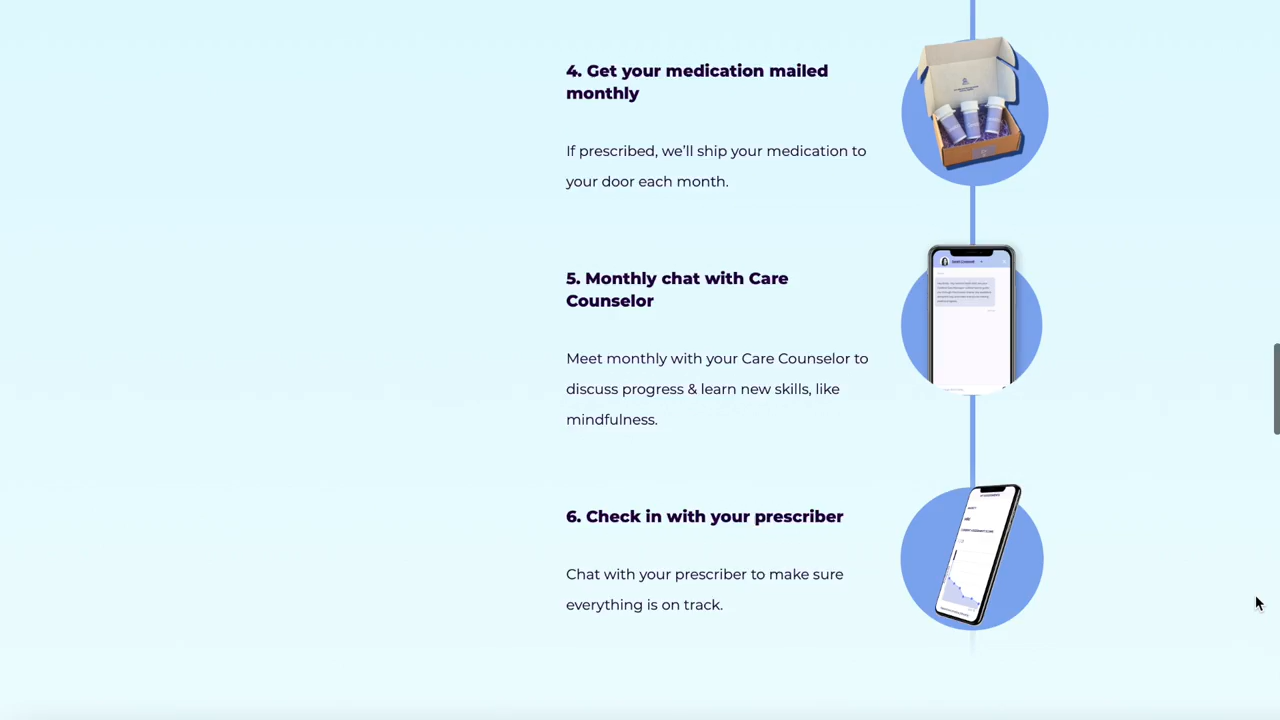 4. Get your medication mailed
monthly
If prescribed, we’ll ship your medication to
your door each month.
5. Monthly chat with Care
Counselor
Meet monthly with your Care Counselor to
discuss progress & learn new skills, like
mindfulness.
6. Check in with your prescriber
Chat with your prescriber to make sure
everything is on track.